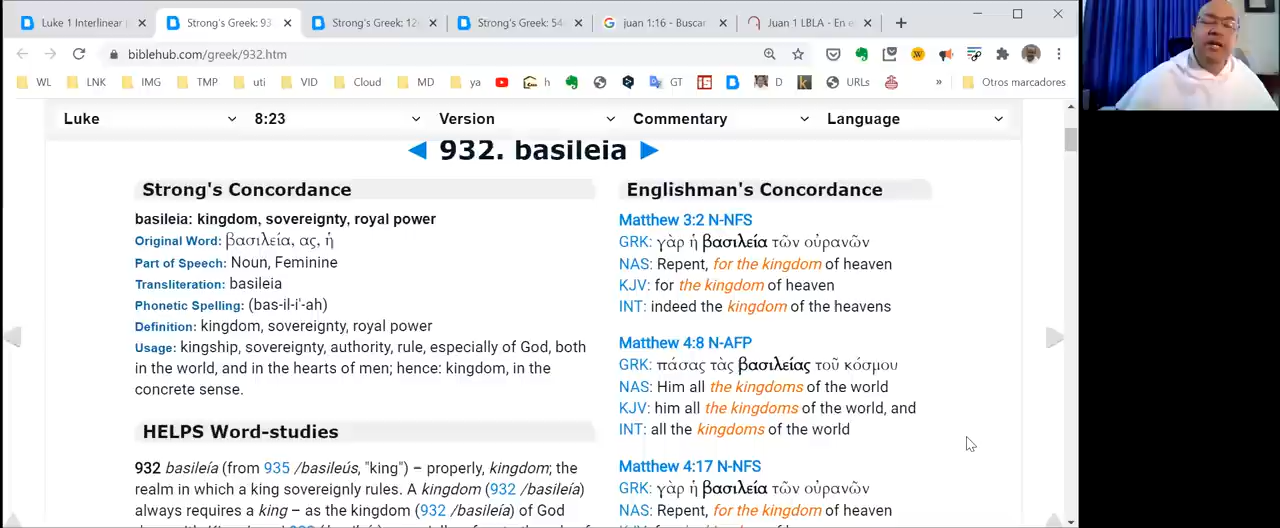 Luke 1 Interlinear
Strong's Greek: 93
Strong's Greek: 12
Strong's Greek: 54
juan 1:16 - Buscar
Juan 1 LBLA - En e
biblehub.com/greek/932.htm
WL LNK IMG TMP uti VID Cloud MD ya h GT D URLs » Otros marcadores
Luke 8:23 Version Commentary Language
932. basileia
Strong's Concordance
basileia: kingdom, sovereignty, royal power
Original Word: βασιλεία, ας, ἡ
Part of Speech: Noun, Feminine
Transliteration: basileia
Phonetic Spelling: (bas-il-i'-ah)
Definition: kingdom, sovereignty, royal power
Usage: kingship, sovereignty, authority, rule, especially of God, both
in the world, and in the hearts of men; hence: kingdom, in the
concrete sense.
HELPS Word-studies
932 basileía (from 935 /basileús, "king") – properly, kingdom; the
realm in which a king sovereignly rules. A kingdom (932 /basileía)
always requires a king – as the kingdom (932 /basileía) of God
Englishman's Concordance
Matthew 3:2 N-NFS
GRK: γὰρ ἡ βασιλεία τῶν οὐρανῶν
NAS: Repent, for the kingdom of heaven
KJV: for the kingdom of heaven
INT: indeed the kingdom of the heavens
Matthew 4:8 N-AFP
GRK: πάσας τὰς βασιλείας τοῦ κόσμου
NAS: Him all the kingdoms of the world
KJV: him all the kingdoms of the world, and
INT: all the kingdoms of the world
Matthew 4:17 N-NFS
GRK: γὰρ ἡ βασιλεία τῶν οὐρανῶν
NAS: Repent, for the kingdom of heaven